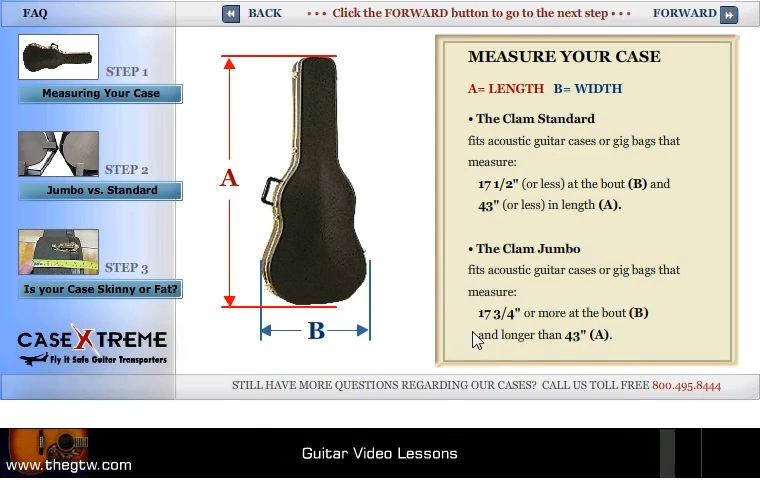 FAQ
BACK
• • • Click the FORWARD button to go to the next step • • •
FORWARD
STEP 1
Measuring Your Case
STEP 2
Jumbo vs. Standard
STEP 3
Is your Case Skinny or Fat?
CASEXTREME
Fly it Safe Guitar Transporters
A
B
MEASURE YOUR CASE
A= LENGTH B= WIDTH
• The Clam Standard
fits acoustic guitar cases or gig bags that
measure:
17 1/2" (or less) at the bout (B) and
43" (or less) in length (A).
• The Clam Jumbo
fits acoustic guitar cases or gig bags that
measure:
17 3/4" or more at the bout (B)
and longer than 43" (A).
STILL HAVE MORE QUESTIONS REGARDING OUR CASES? CALL US TOLL FREE 800.495.8444
www.thegtw.com
Guitar Video Lessons